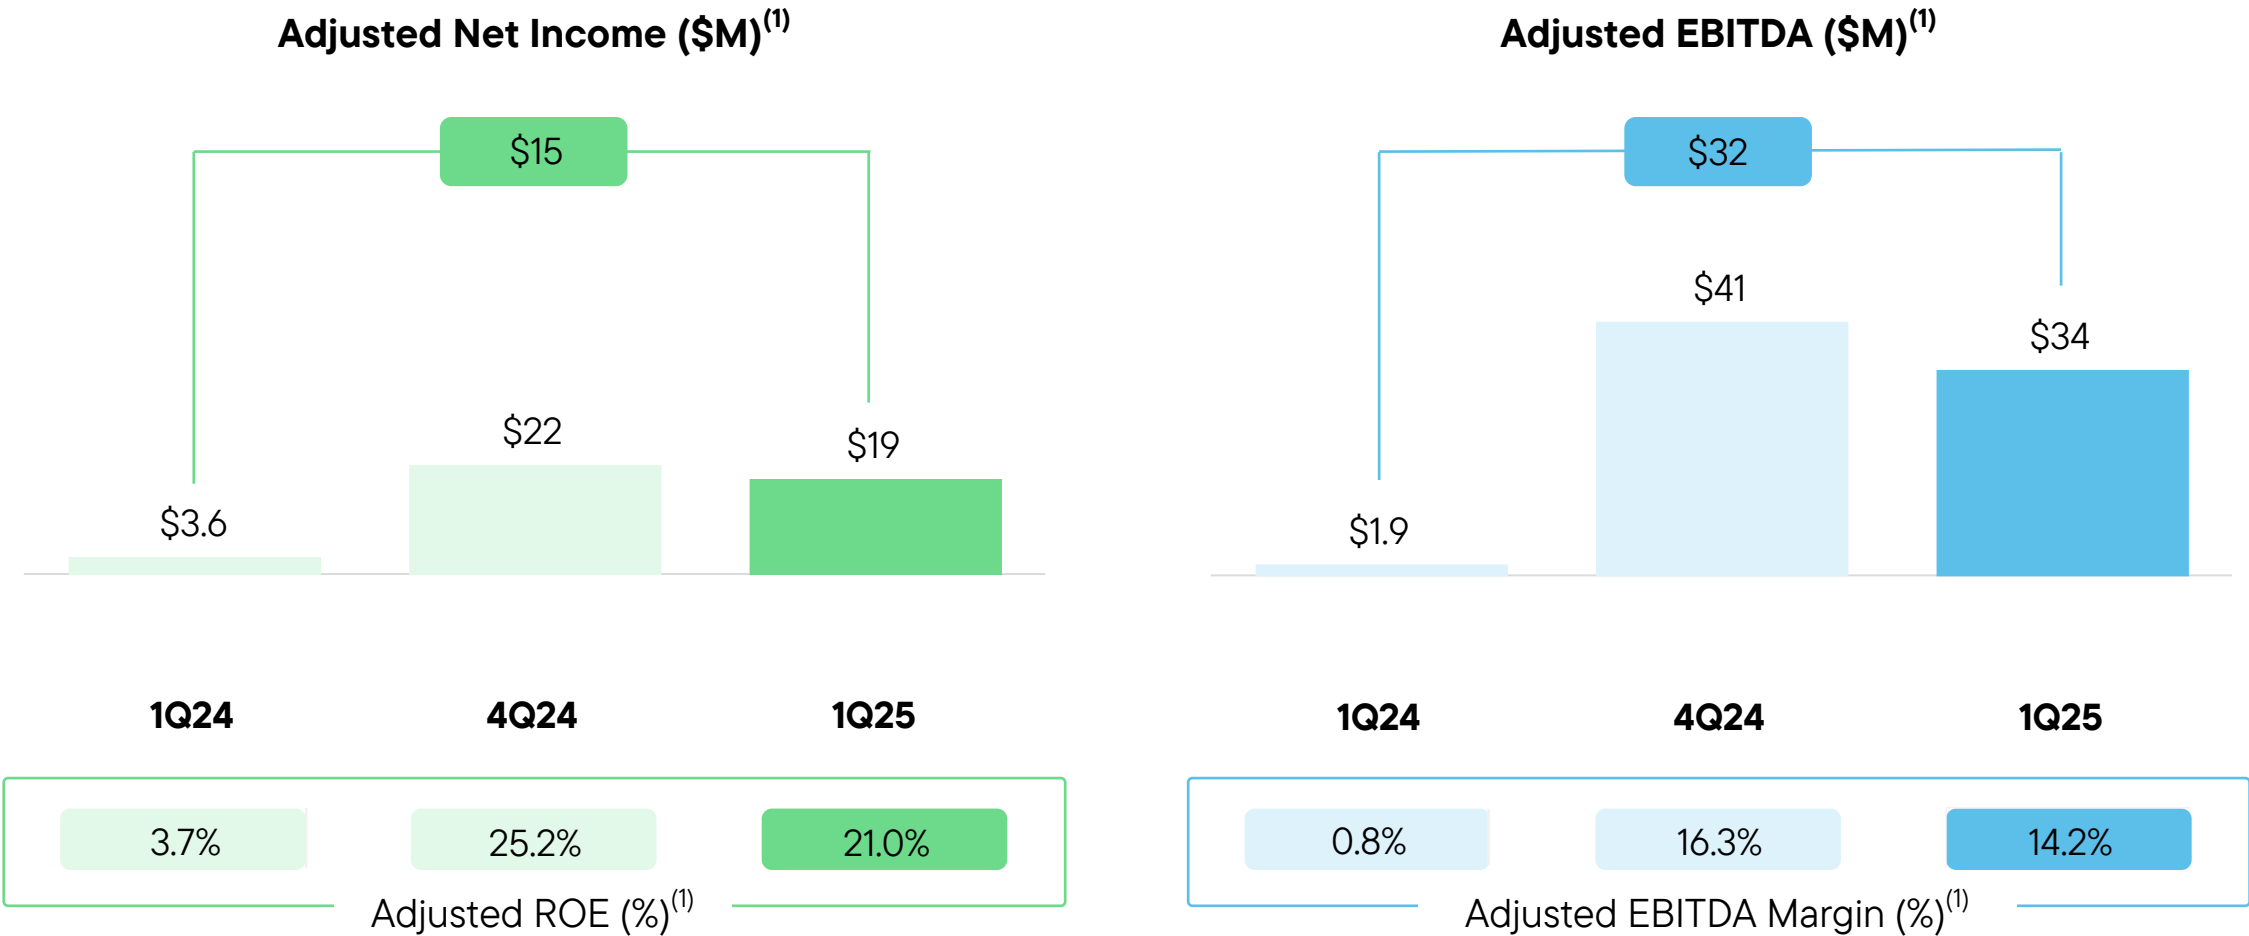 Adjusted Net Income ($M)(1)
$15
$3.6
$22
$19
1Q24
4Q24
1Q25
3.7%
25.2%
21.0%
Adjusted ROE (%)(1)
Adjusted EBITDA ($M)(1)
$32
$1.9
$41
$34
1Q24
4Q24
1Q25
0.8%
16.3%
14.2%
Adjusted EBITDA Margin (%)(1)